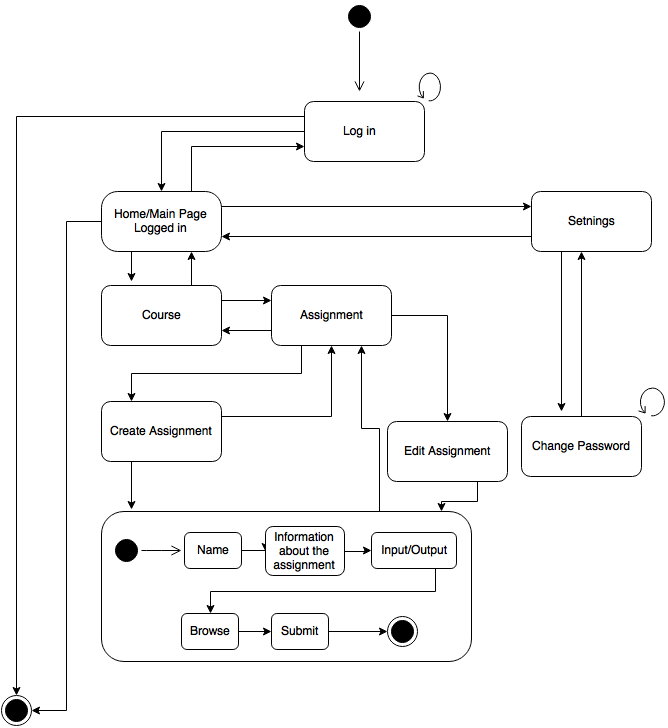 Log in
Home/Main Page
Logged in
Setnings
Course
Assignment
Create Assignment
Edit Assignment
Change Password
Name
Information
about the
assignment
Input/Output
Browse
Submit